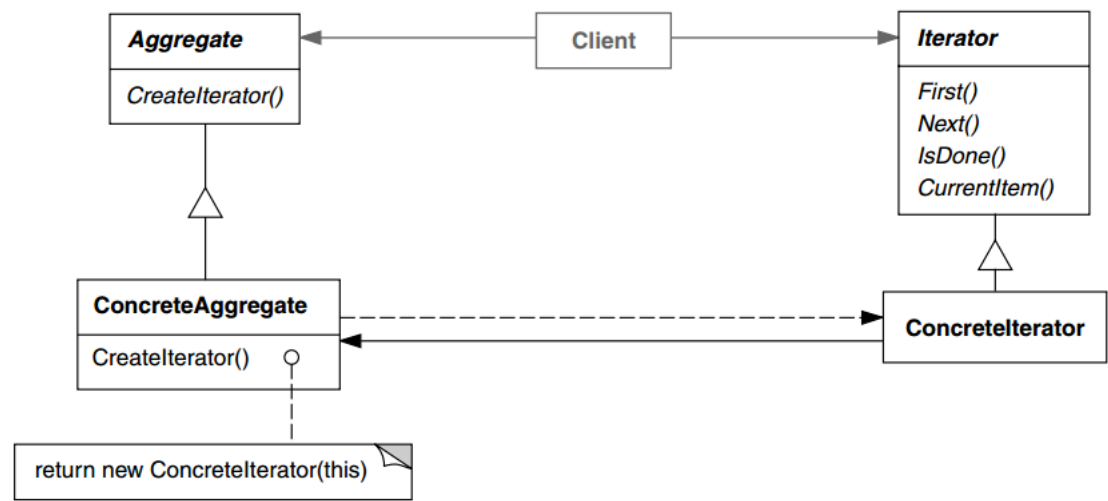 Aggregate
CreateIterator()
Client
Iterator
First()
Next()
IsDone()
CurrentItem()
ConcreteAggregate
CreateIterator()
ConcreteIterator
return new ConcreteIterator(this)